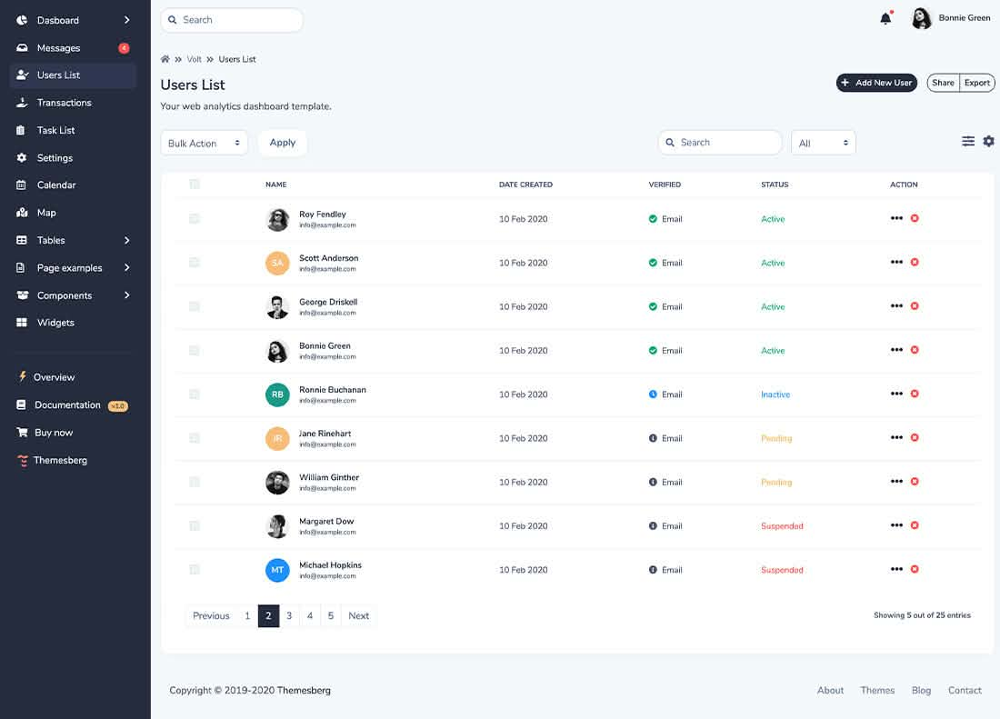 Dasboard
Messages 4
Users List
Transactions
Task List
Settings
Calendar
Map
Tables
Page examples
Components
Widgets
Overview
Documentation v1.0
Buy now
Themesberg
Search
Bonnie Green
Volt Users List
Users List
Add New User Share Export
Your web analytics dashboard template.
Bulk Action Apply Search All
NAME DATE CREATED VERIFIED STATUS ACTION
Roy Fendley
info@example.com
10 Feb 2020 Email Active
SA Scott Anderson
info@example.com
10 Feb 2020 Email Active
George Driskell
info@example.com
10 Feb 2020 Email Active
Bonnie Green
info@example.com
10 Feb 2020 Email Active
RB Ronnie Buchanan
info@example.com
10 Feb 2020 Email Inactive
JR Jane Rinehart
info@example.com
10 Feb 2020 Email Pending
William Ginther
info@example.com
10 Feb 2020 Email Pending
Margaret Dow
info@example.com
10 Feb 2020 Email Suspended
MT Michael Hopkins
info@example.com
10 Feb 2020 Email Suspended
Previous 1 2 3 4 5 Next
Showing 5 out of 25 entries
Copyright © 2019-2020 Themesberg
About Themes Blog Contact